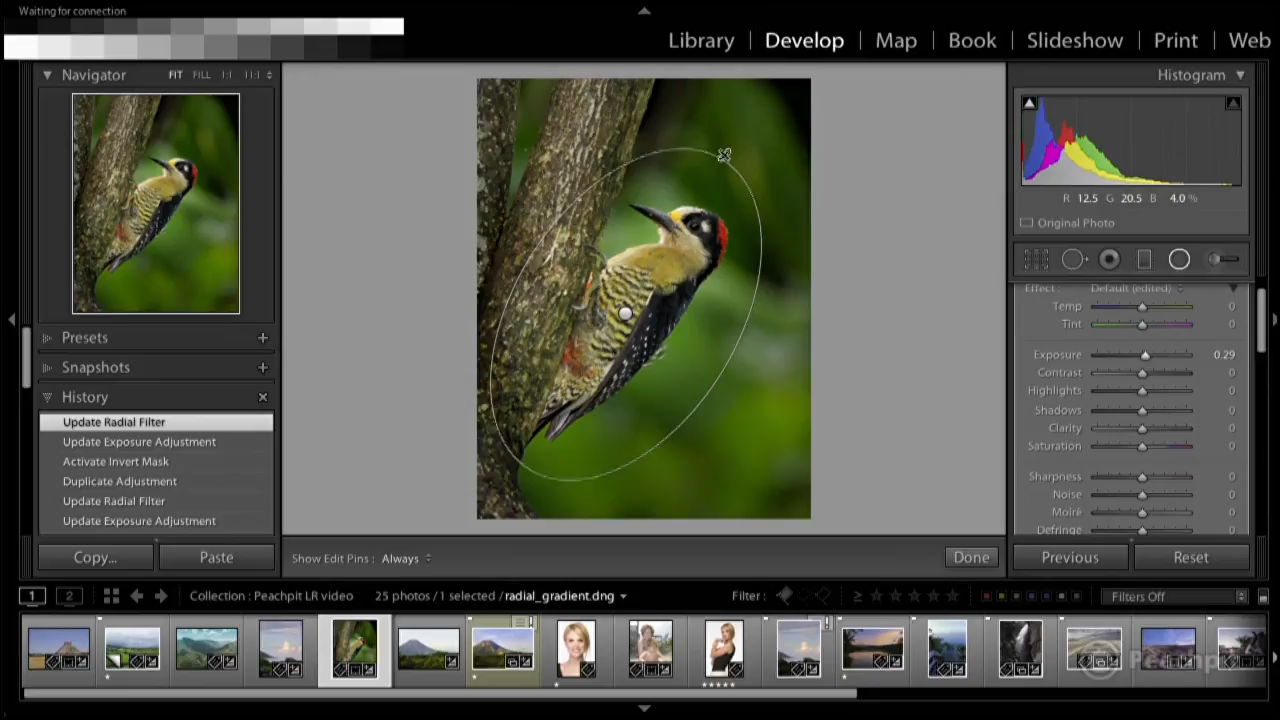 Waiting for connection
Library | Develop | Map | Book | Slideshow | Print | Web
Navigator FIT FILL 1:1 11:1
Histogram
R 12.5 G 20.5 B 4.0 %
Original Photo
Effect : Default (edited)
Temp 0
Tint 0
Exposure 0.29
Contrast 0
Highlights 0
Shadows 0
Clarity 0
Saturation 0
Sharpness 0
Noise 0
Moiré 0
Defringe 0
Presets +
Snapshots +
History
Update Radial Filter
Update Exposure Adjustment
Activate Invert Mask
Duplicate Adjustment
Update Radial Filter
Update Exposure Adjustment
Copy... Paste
Show Edit Pins : Always
Done
Previous Reset
1 2 Collection : Peachpit LR video 25 photos / 1 selected / radial_gradient.dng
Filter : Filters Off